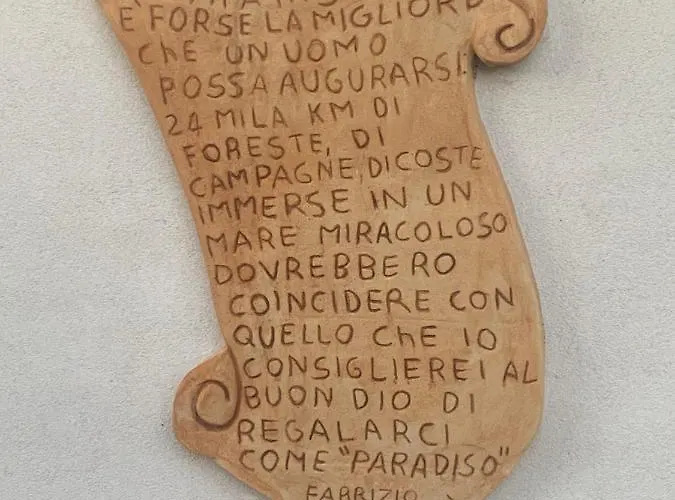 E FORSE LA MIGLIORE
ChE UN UOMO
POSSA AUGURARSI.
24 MILA KM DI
FORESTE, DI
CAMPAGNE, DI COSTE
IMMERSE IN UN
MARE MIRACOLOSO
DOVREBBERO
COINCIDERE CON
QUELLO ChE IO
CONSIGLIEREI AL
BUON DIO DI
REGALARCI
COME "PARADISO"
FABRIZIO